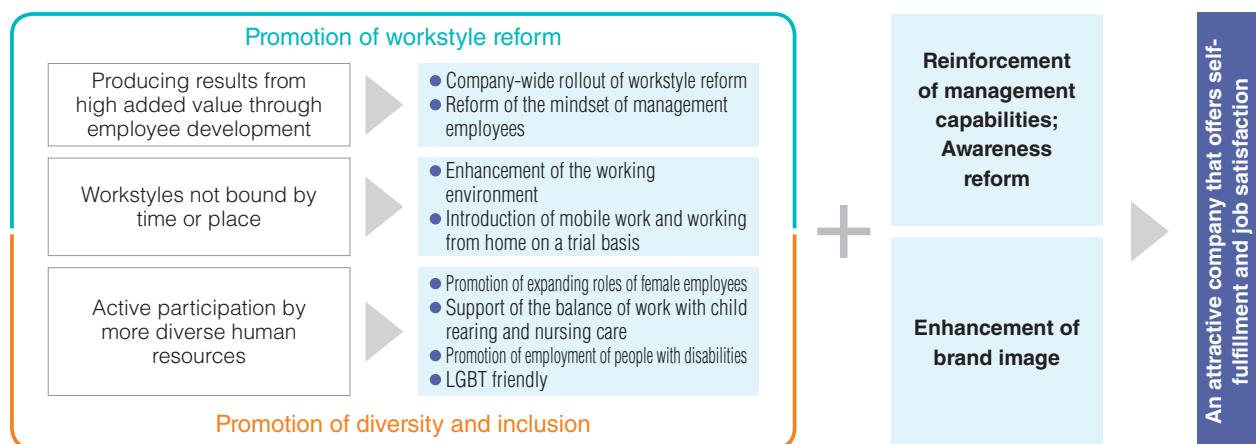 Promotion of workstyle reform
Producing results from
high added value through
employee development
● Company-wide rollout of workstyle reform
● Reform of the mindset of management
employees
Workstyles not bound by
time or place
● Enhancement of the working
environment
● Introduction of mobile work and working
from home on a trial basis
Active participation by
more diverse human
resources
● Promotion of expanding roles of female employees
● Support of the balance of work with child
rearing and nursing care
● Promotion of employment of people with disabilities
● LGBT friendly
Promotion of diversity and inclusion
+
Reinforcement
of management
capabilities;
Awareness
reform
Enhancement of
brand image
An attractive company that offers self-
fulfillment and job satisfaction